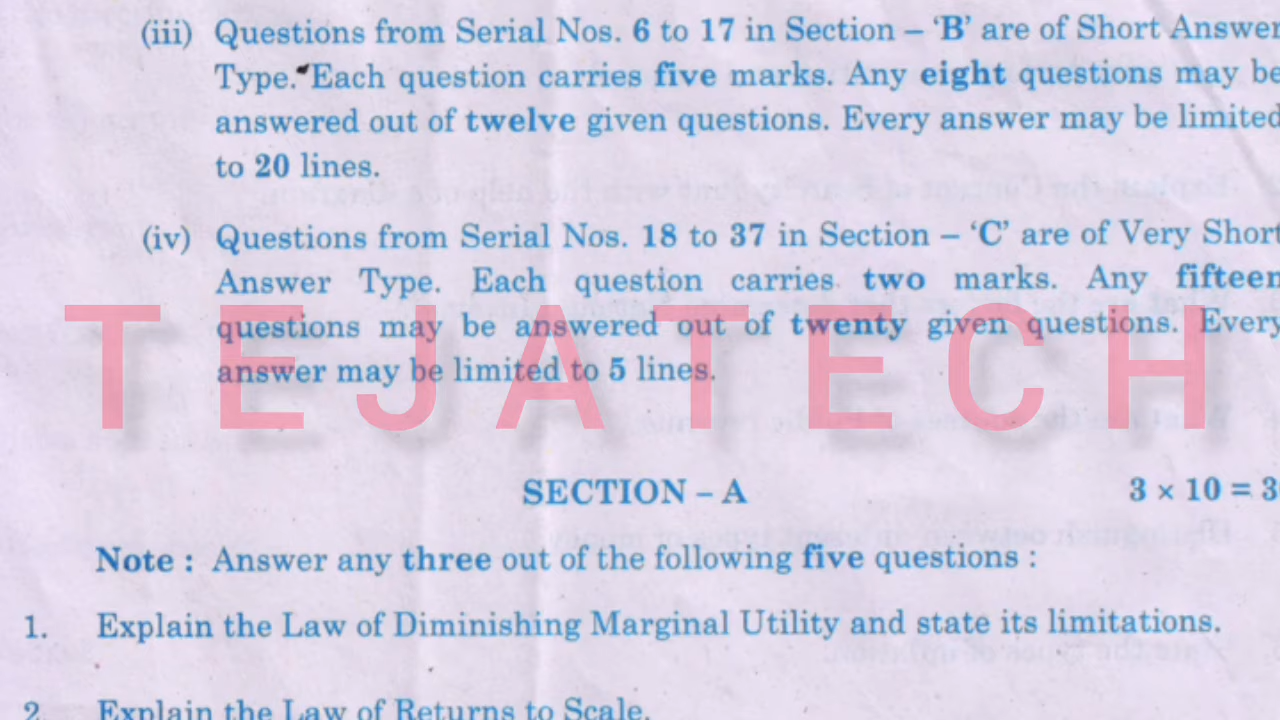 (iii) Questions from Serial Nos. 6 to 17 in Section – 'B' are of Short Answer
Type. Each question carries five marks. Any eight questions may be
answered out of twelve given questions. Every answer may be limited
to 20 lines.
(iv) Questions from Serial Nos. 18 to 37 in Section – 'C' are of Very Short
Answer Type. Each question carries two marks. Any fifteen
questions may be answered out of twenty given questions. Every
answer may be limited to 5 lines.
TEJATECH
SECTION – A 3 × 10 = 30
Note : Answer any three out of the following five questions :
1. Explain the Law of Diminishing Marginal Utility and state its limitations.
2. Explain the Law of Returns to Scale.